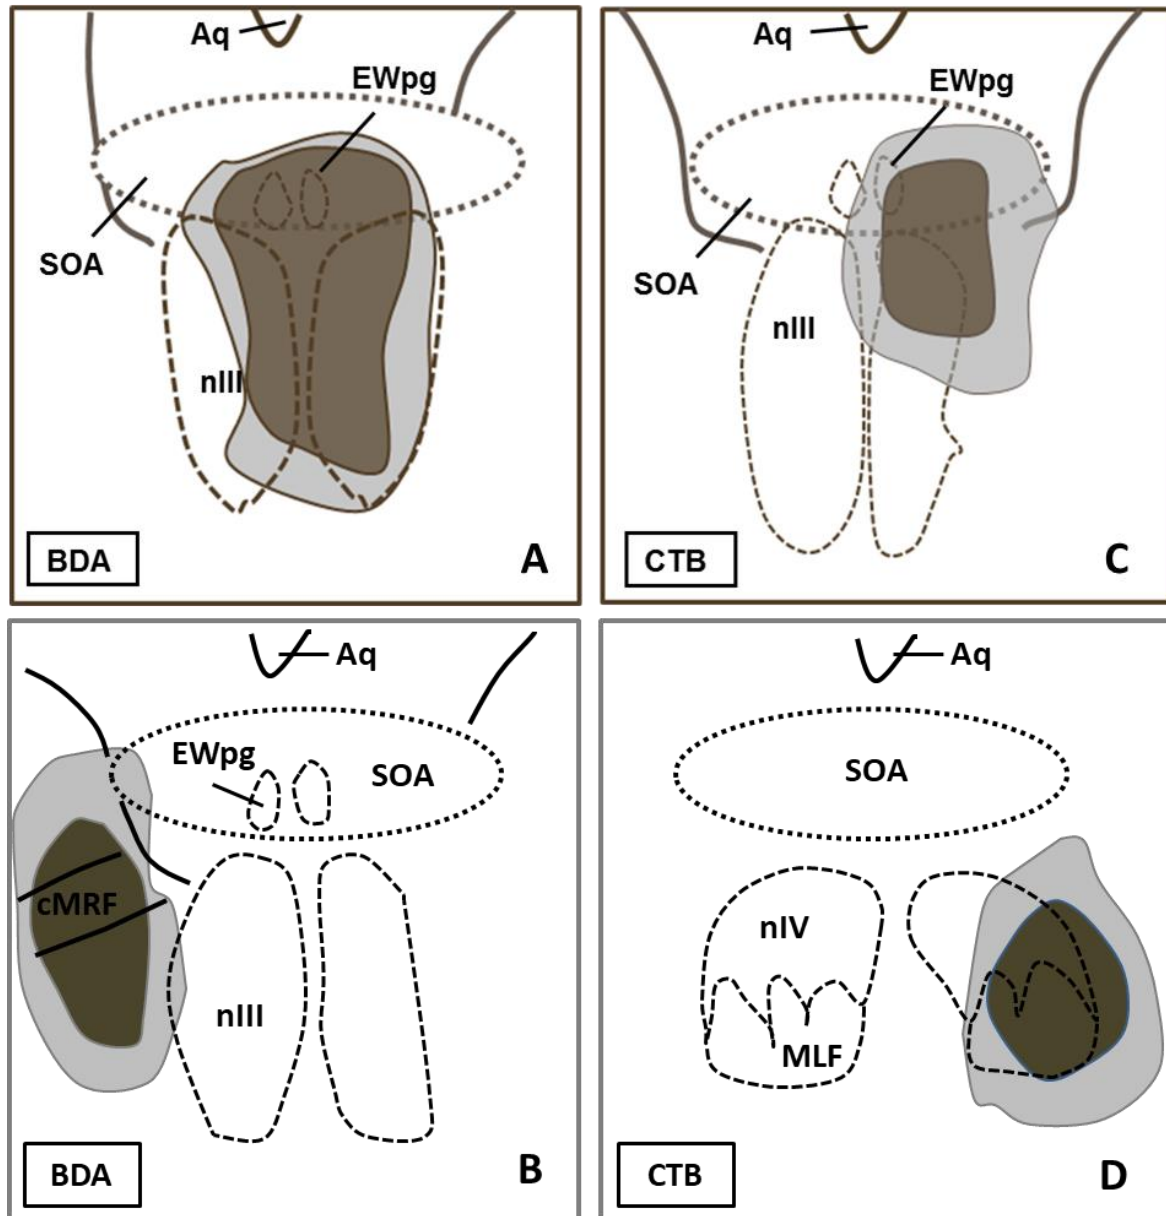 Aq
EWpg
SOA
nIII
BDA
A
Aq
EWpg
SOA
nIII
CTB
C
Aq
EWpg
SOA
cMRF
nIII
BDA
B
Aq
SOA
nIV
MLF
CTB
D